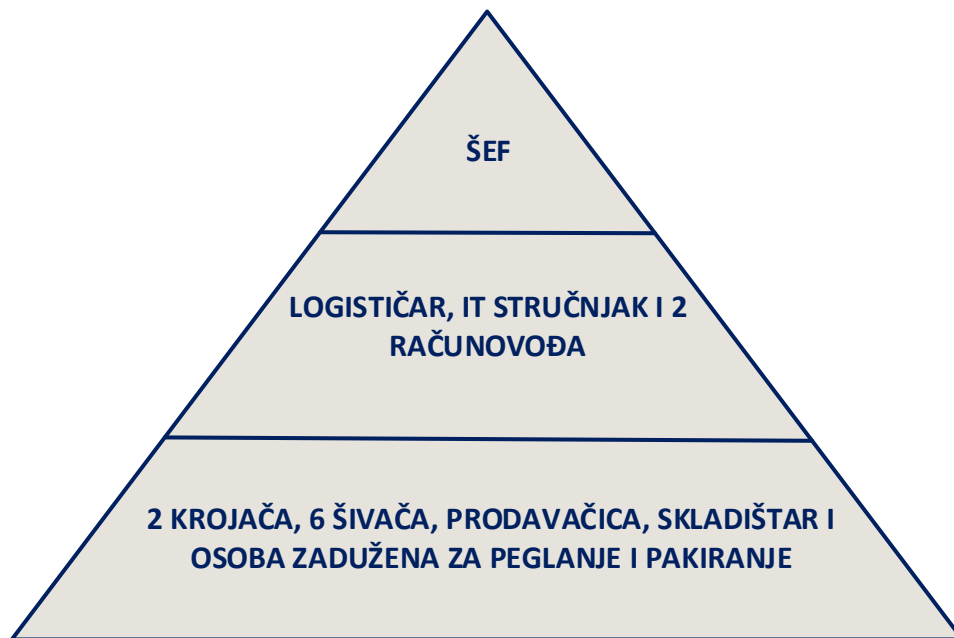 ŠEF
LOGISTIČAR, IT STRUČNJAK I 2
RAČUNOVOĐA
2 KROJAČA, 6 ŠIVAČA, PRODAVAČICA, SKLADIŠTAR I
OSOBA ZADUŽENA ZA PEGLANJE I PAKIRANJE